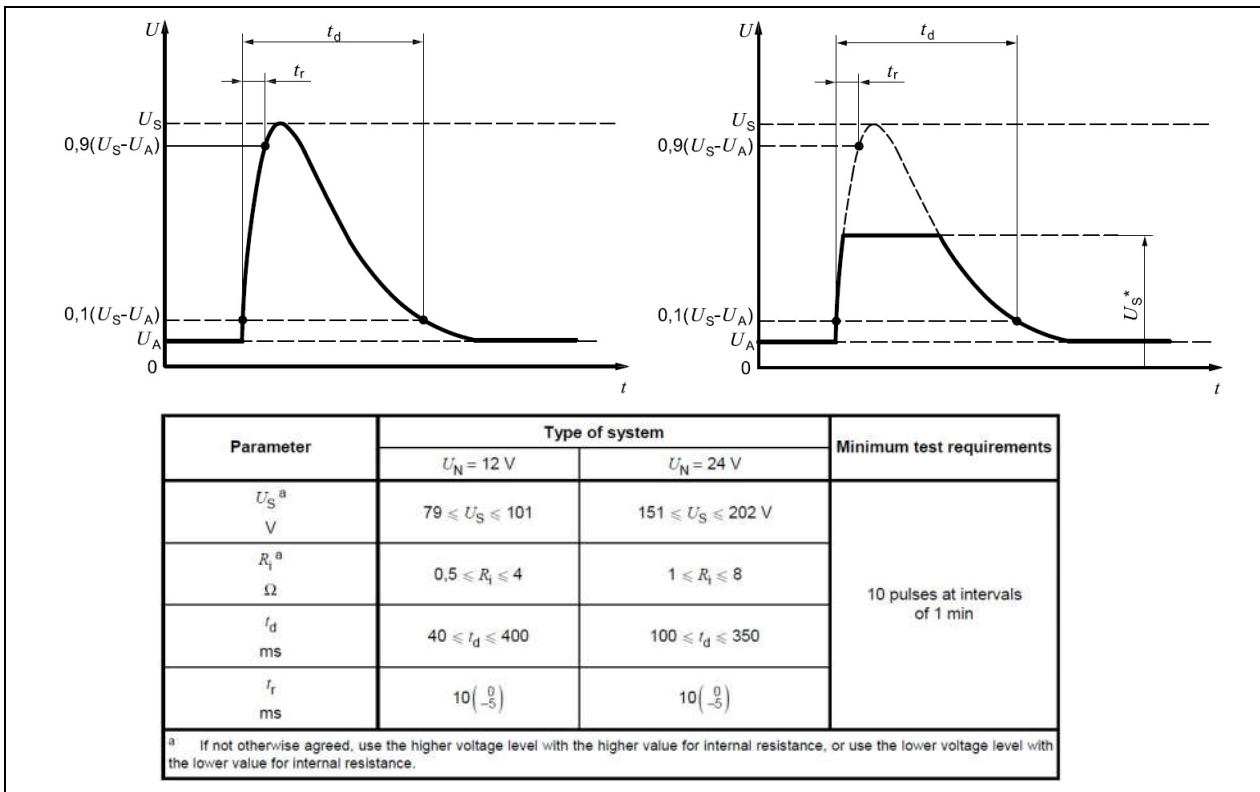 U
t_d
t_r
U_S
0,9(U_S-U_A)
0,1(U_S-U_A)
U_A
0
t
U
t_d
t_r
U_S
0,9(U_S-U_A)
U_S*
0,1(U_S-U_A)
U_A
0
t
Parameter
Type of system
Minimum test requirements
U_N = 12 V
U_N = 24 V
U_S a
V
79 ⩽ U_S ⩽ 101
151 ⩽ U_S ⩽ 202 V
R_i a
Ω
0,5 ⩽ R_i ⩽ 4
1 ⩽ R_i ⩽ 8
t_d
ms
40 ⩽ t_d ⩽ 400
100 ⩽ t_d ⩽ 350
t_r
ms
10(0 -5)
10(0 -5)
10 pulses at intervals
of 1 min
a If not otherwise agreed, use the higher voltage level with the higher value for internal resistance, or use the lower voltage level with
the lower value for internal resistance.